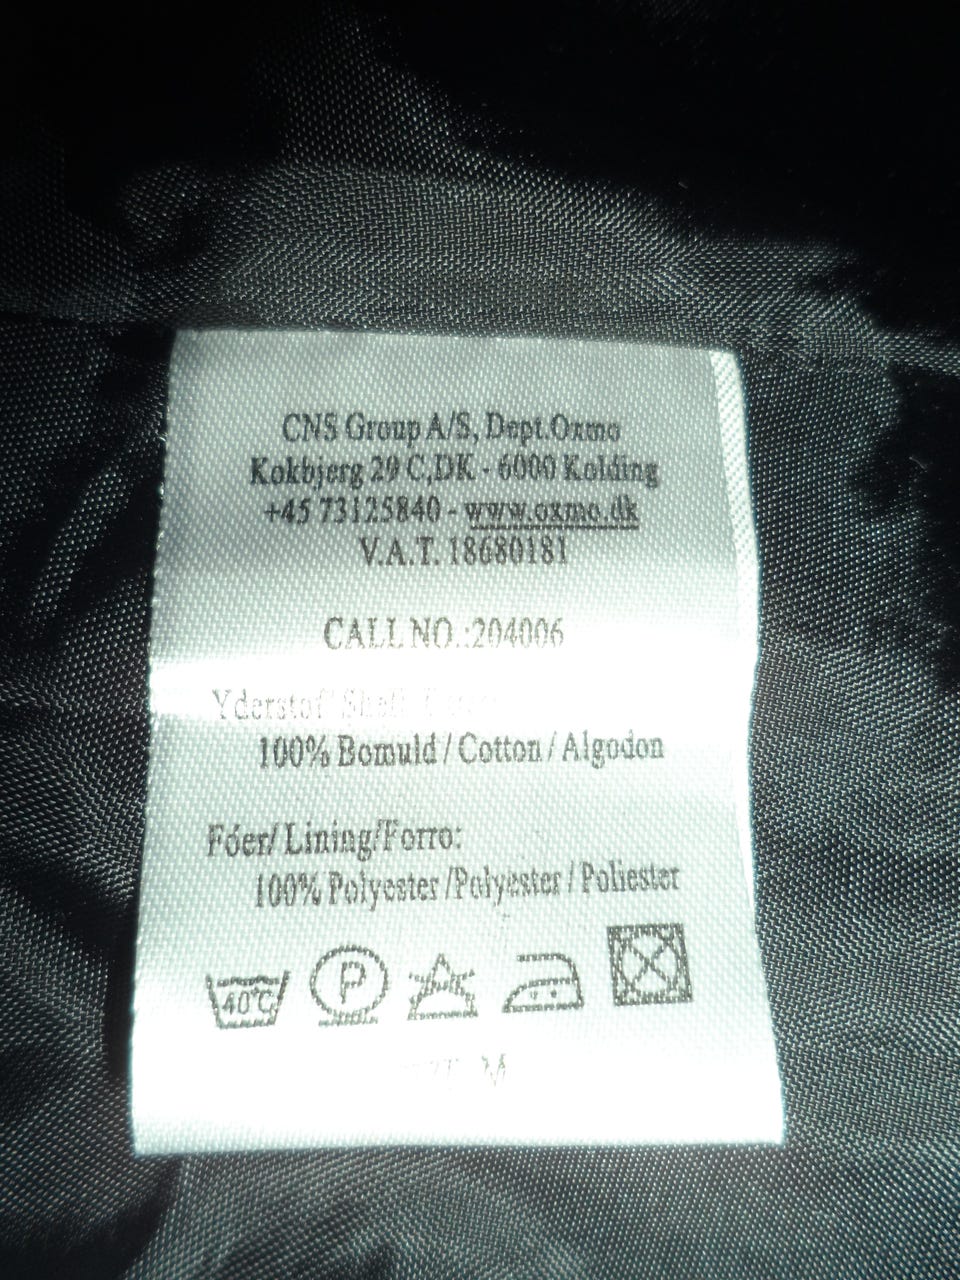 CNS Group A/S, Dept.Oxmo
Kokbjerg 29 C,DK - 6000 Kolding
+45 73125840 - www.oxmo.dk
V.A.T. 18680181
CALL NO.:204006
Yderstof/ Shell/
100% Bomuld / Cotton / Algodon
Fóer/ Lining/Forro:
100% Polyester /Polyester / Poliester
40°C P
M